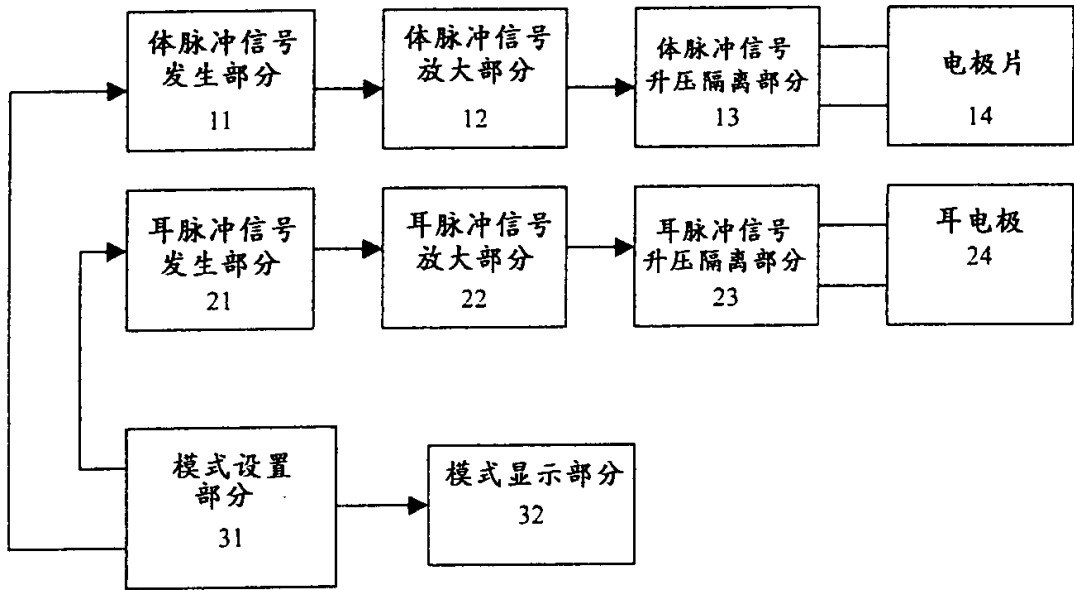 体脉冲信号
发生部分
11
体脉冲信号
放大部分
12
体脉冲信号
升压隔离部分
13
电极片
14
耳脉冲信号
发生部分
21
耳脉冲信号
放大部分
22
耳脉冲信号
升压隔离部分
23
耳电极
24
模式设置
部分
31
模式显示部分
32